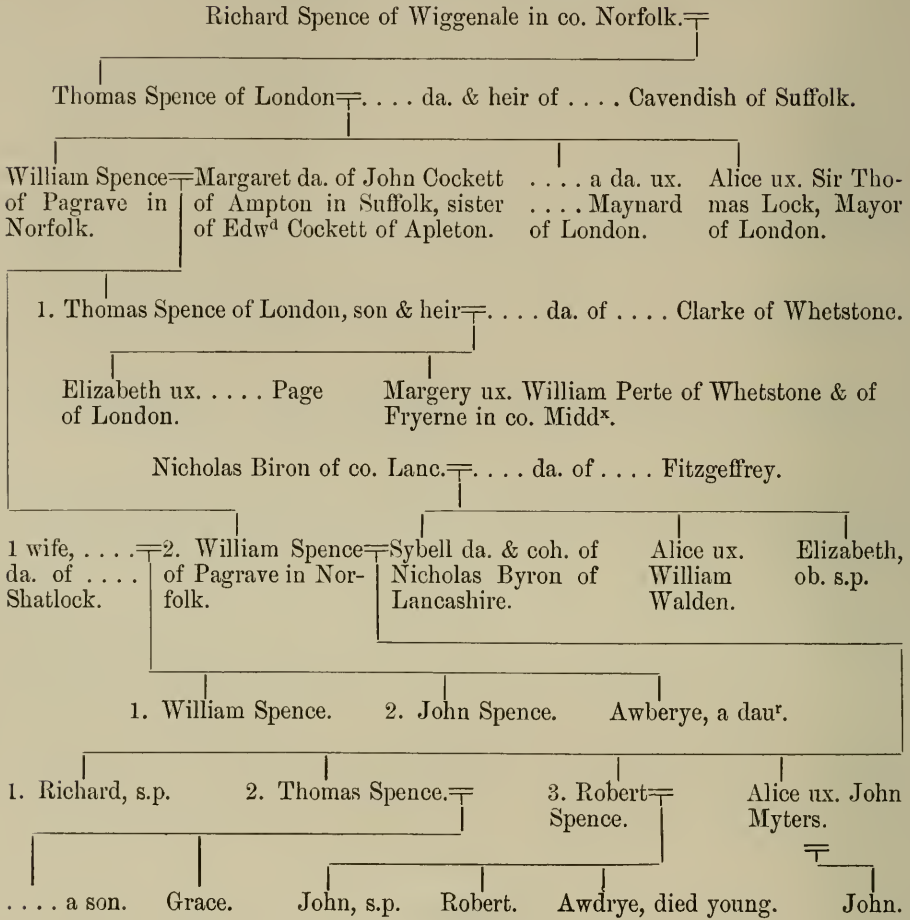 Richard Spence of Wiggenale in co. Norfolk.
Thomas Spence of London . . . . da. & heir of . . . . Cavendish of Suffolk.
William Spence of Pagrave in Norfolk.
Margaret da. of John Cockett of Ampton in Suffolk, sister of Edwᵈ Cockett of Apleton.
. . . . a da. ux. . . . . Maynard of London.
Alice ux. Sir Thomas Lock, Mayor of London.
1. Thomas Spence of London, son & heir . . . . da. of . . . . Clarke of Whetstone.
Elizabeth ux. . . . . . Page
of London.
Margery ux. William Perte of Whetstone & of
Fryerne in co. Middˣ.
Nicholas Biron of co. Lanc. . . . . da. of . . . . Fitzgeffrey.
1 wife, . . . .
da. of . . . .
Shatlock.
2. William Spence
of Pagrave in Nor-
folk.
Sybell da. & coh. of
Nicholas Byron of
Lancashire.
Alice ux.
William
Walden.
Elizabeth,
ob. s.p.
1. William Spence. 2. John Spence. Awberye, a dauʳ.
1. Richard, s.p. 2. Thomas Spence. 3. Robert
Spence.
Alice ux. John
Myters.
. . . . a son. Grace. John, s.p. Robert. Awdrye, died young. John.